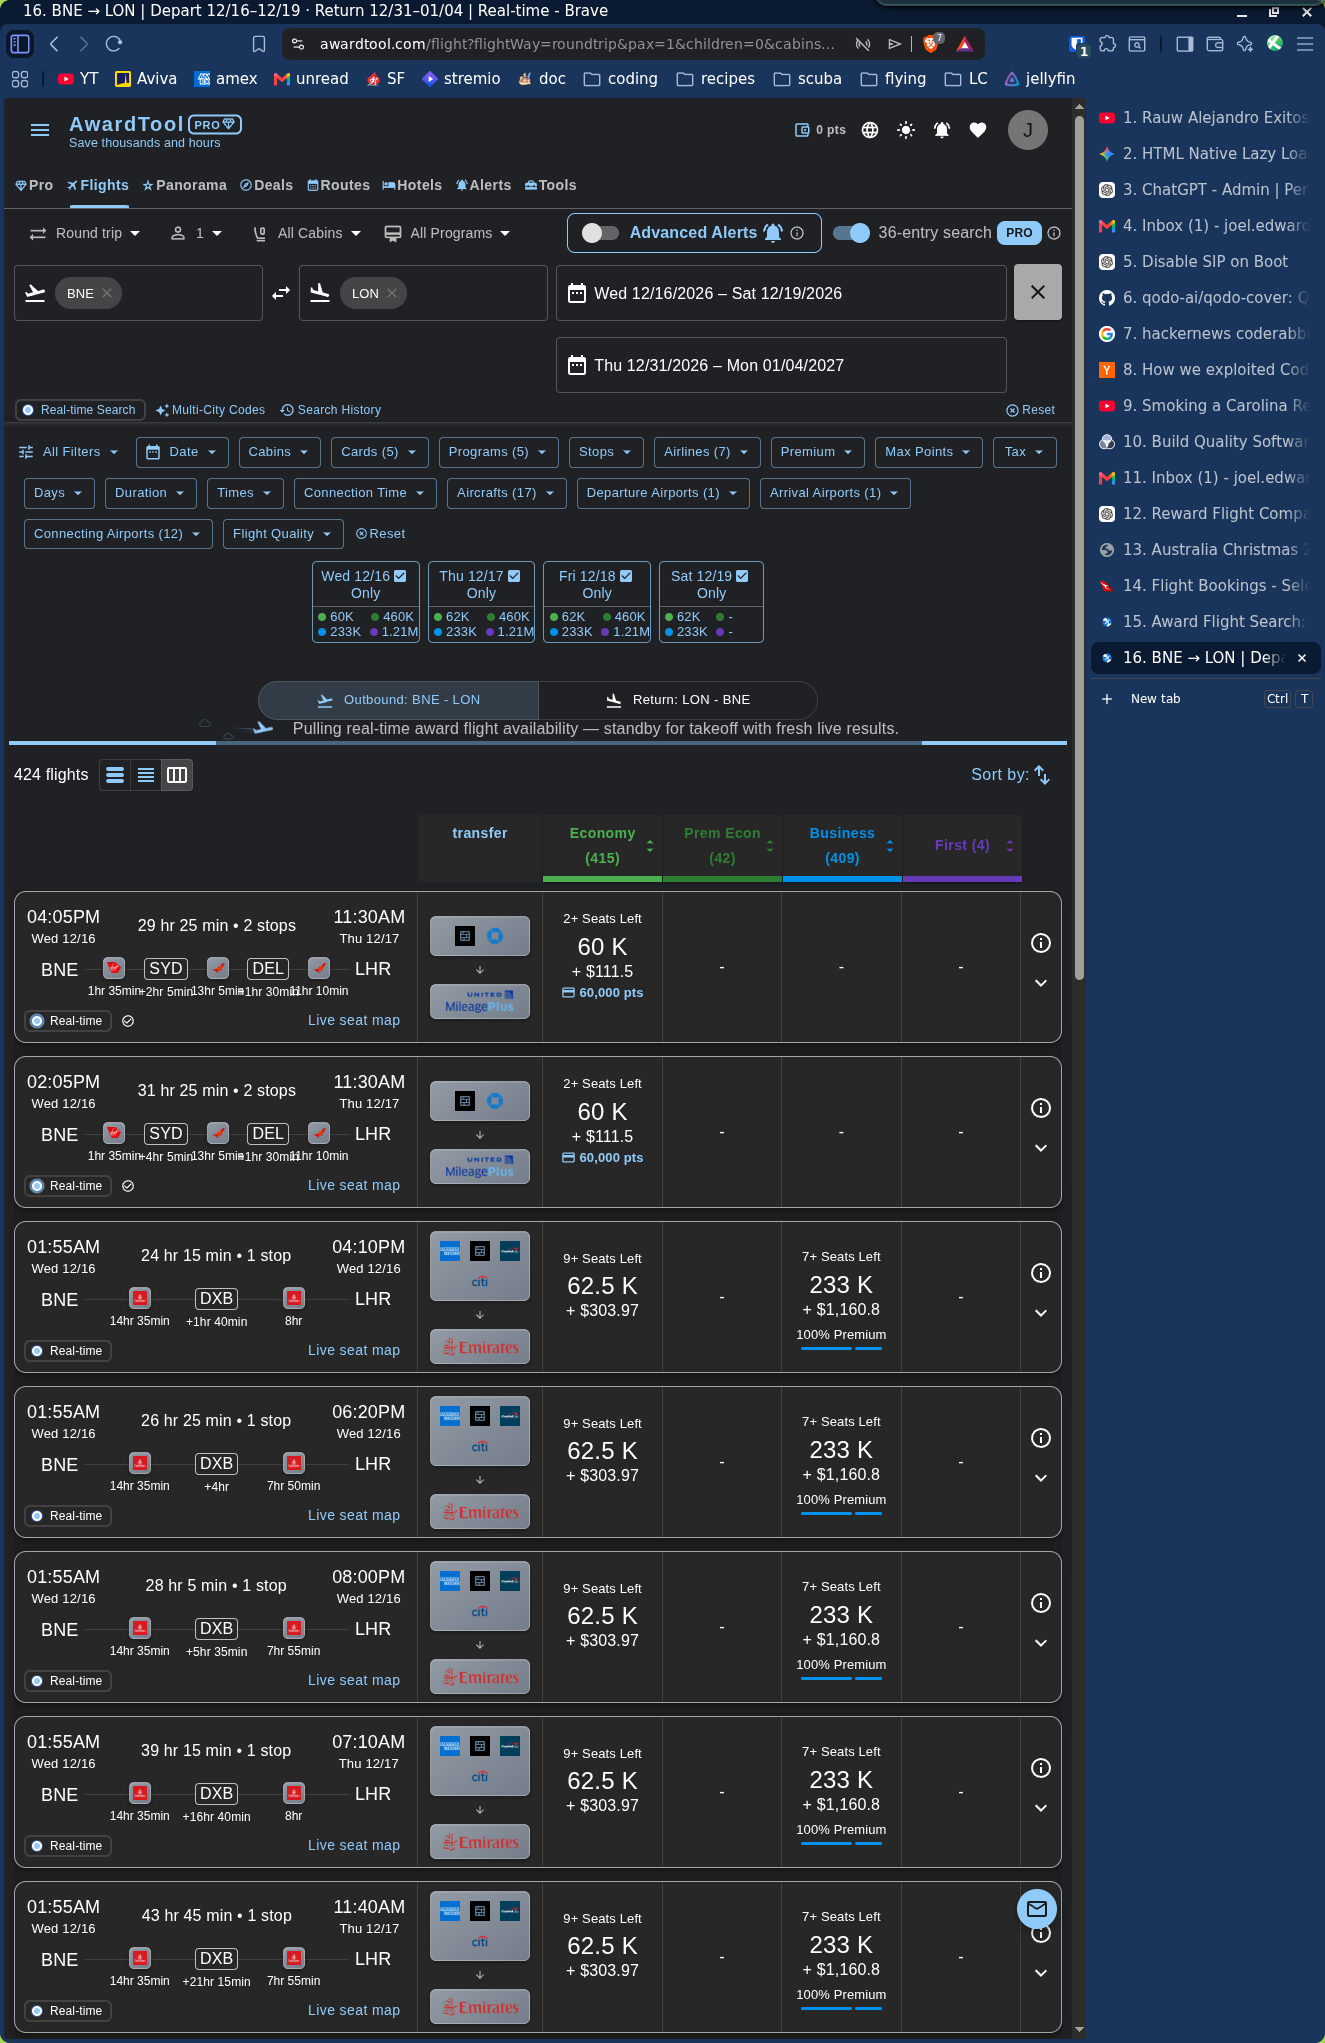 16. BNE → LON | Depart 12/16–12/19 · Return 12/31–01/04 | Real-time - Brave
awardtool.com/flight?flightWay=roundtrip&pax=1&children=0&cabins...
7
1
YT
Aviva
amex
unread
SF
stremio
doc
coding
recipes
scuba
flying
LC
jellyfin
AwardTool PRO
Save thousands and hours
0 pts
J
Pro
Flights
Panorama
Deals
Routes
Hotels
Alerts
Tools
Round trip
1
All Cabins
All Programs
Advanced Alerts
36-entry search PRO
BNE
LON
Wed 12/16/2026 – Sat 12/19/2026
Thu 12/31/2026 – Mon 01/04/2027
Real-time Search
Multi-City Codes
Search History
Reset
All Filters
Date
Cabins
Cards (5)
Programs (5)
Stops
Airlines (7)
Premium
Max Points
Tax
Days
Duration
Times
Connection Time
Aircrafts (17)
Departure Airports (1)
Arrival Airports (1)
Connecting Airports (12)
Flight Quality
Reset
Wed 12/16
Only
60K 460K
233K 1.21M
Thu 12/17
Only
62K 460K
233K 1.21M
Fri 12/18
Only
62K 460K
233K 1.21M
Sat 12/19
Only
62K -
233K -
Outbound: BNE - LON
Return: LON - BNE
Pulling real-time award flight availability — standby for takeoff with fresh live results.
424 flights
Sort by:
transfer
Economy
(415)
Prem Econ
(42)
Business
(409)
First (4)
04:05PM
Wed 12/16
29 hr 25 min • 2 stops
11:30AM
Thu 12/17
BNE SYD DEL LHR
1hr 35min +2hr 5min 13hr 5min +1hr 30min 11hr 10min
Real-time
Live seat map
UNITED
MileagePlus
2+ Seats Left
60 K
+ $111.5
60,000 pts
- - -
02:05PM
Wed 12/16
31 hr 25 min • 2 stops
11:30AM
Thu 12/17
BNE SYD DEL LHR
1hr 35min +4hr 5min 13hr 5min +1hr 30min 11hr 10min
Real-time
Live seat map
UNITED
MileagePlus
2+ Seats Left
60 K
+ $111.5
60,000 pts
- - -
01:55AM
Wed 12/16
24 hr 15 min • 1 stop
04:10PM
Wed 12/16
BNE DXB LHR
14hr 35min +1hr 40min 8hr
Real-time
Live seat map
citi
Emirates
9+ Seats Left
62.5 K
+ $303.97
-
7+ Seats Left
233 K
+ $1,160.8
100% Premium
-
01:55AM
Wed 12/16
26 hr 25 min • 1 stop
06:20PM
Wed 12/16
BNE DXB LHR
14hr 35min +4hr 7hr 50min
Real-time
Live seat map
citi
Emirates
9+ Seats Left
62.5 K
+ $303.97
-
7+ Seats Left
233 K
+ $1,160.8
100% Premium
-
01:55AM
Wed 12/16
28 hr 5 min • 1 stop
08:00PM
Wed 12/16
BNE DXB LHR
14hr 35min +5hr 35min 7hr 55min
Real-time
Live seat map
citi
Emirates
9+ Seats Left
62.5 K
+ $303.97
-
7+ Seats Left
233 K
+ $1,160.8
100% Premium
-
01:55AM
Wed 12/16
39 hr 15 min • 1 stop
07:10AM
Thu 12/17
BNE DXB LHR
14hr 35min +16hr 40min 8hr
Real-time
Live seat map
citi
Emirates
9+ Seats Left
62.5 K
+ $303.97
-
7+ Seats Left
233 K
+ $1,160.8
100% Premium
-
01:55AM
Wed 12/16
43 hr 45 min • 1 stop
11:40AM
Thu 12/17
BNE DXB LHR
14hr 35min +21hr 15min 7hr 55min
Real-time
Live seat map
citi
Emirates
9+ Seats Left
62.5 K
+ $303.97
-
7+ Seats Left
233 K
+ $1,160.8
100% Premium
-
1. Rauw Alejandro Exitos
2. HTML Native Lazy Loa
3. ChatGPT - Admin | Per
4. Inbox (1) - joel.edward
5. Disable SIP on Boot
6. qodo-ai/qodo-cover: Q
7. hackernews coderabb
8. How we exploited Cod
9. Smoking a Carolina Re
10. Build Quality Softwar
11. Inbox (1) - joel.edwar
12. Reward Flight Compa
13. Australia Christmas 2
14. Flight Bookings - Sele
15. Award Flight Search:
16. BNE → LON | Depa
New tab
Ctrl T